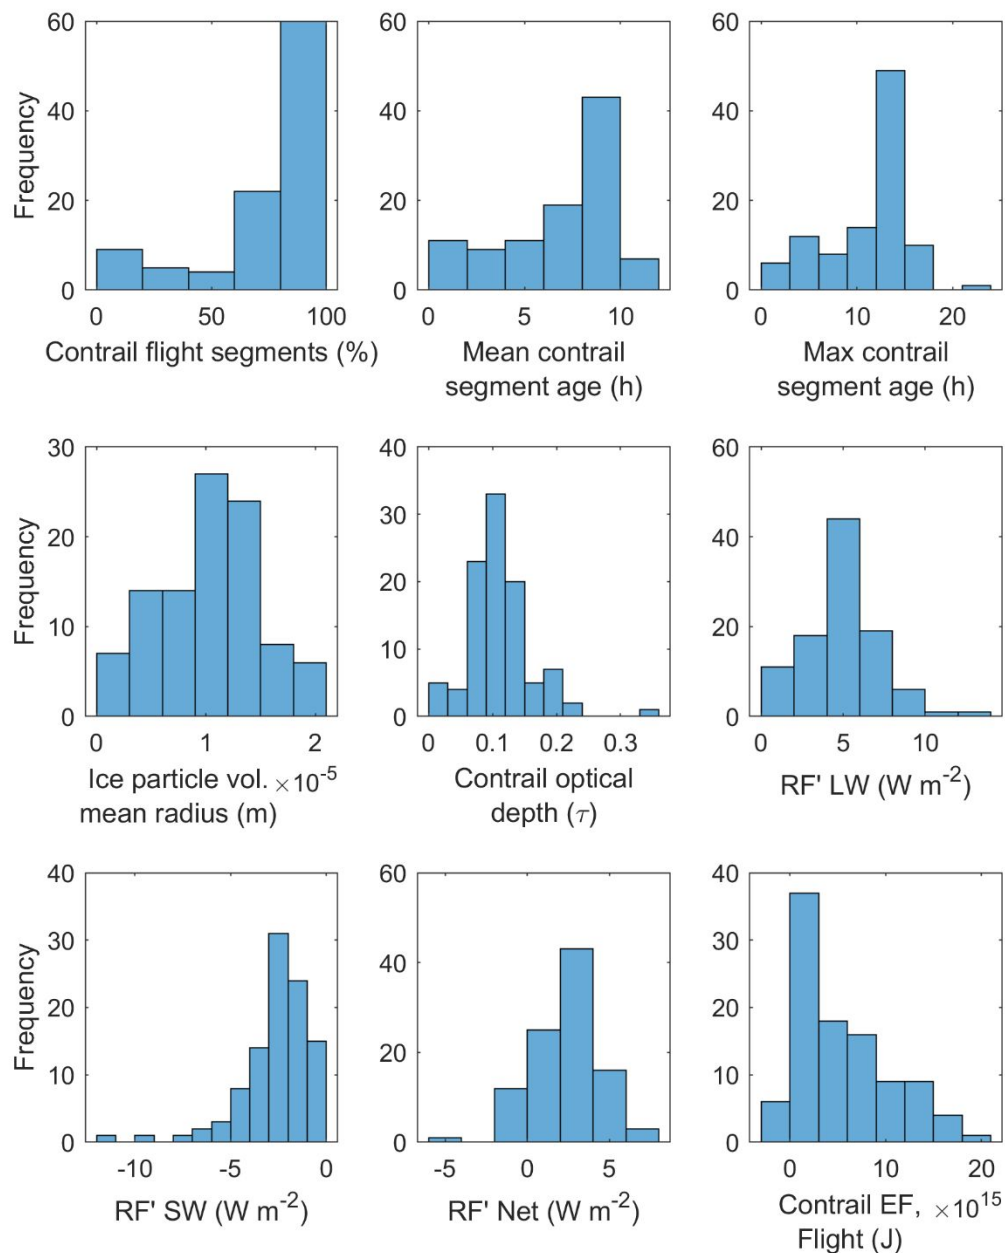 60
40
20
0
Frequency
0 50 100
Contrail flight segments (%)
60
40
20
0
0 5 10
Mean contrail
segment age (h)
60
40
20
0
0 10 20
Max contrail
segment age (h)
30
20
10
0
Frequency
0 1 2
Ice particle vol. ×10⁻⁵
mean radius (m)
40
30
20
10
0
0 0.1 0.2 0.3
Contrail optical
depth (τ)
60
40
20
0
0 5 10
RF' LW (W m⁻²)
40
30
20
10
0
Frequency
-10 -5 0
RF' SW (W m⁻²)
60
40
20
0
-5 0 5
RF' Net (W m⁻²)
40
30
20
10
0
0 10 20
Contrail EF, ×10¹⁵
Flight (J)